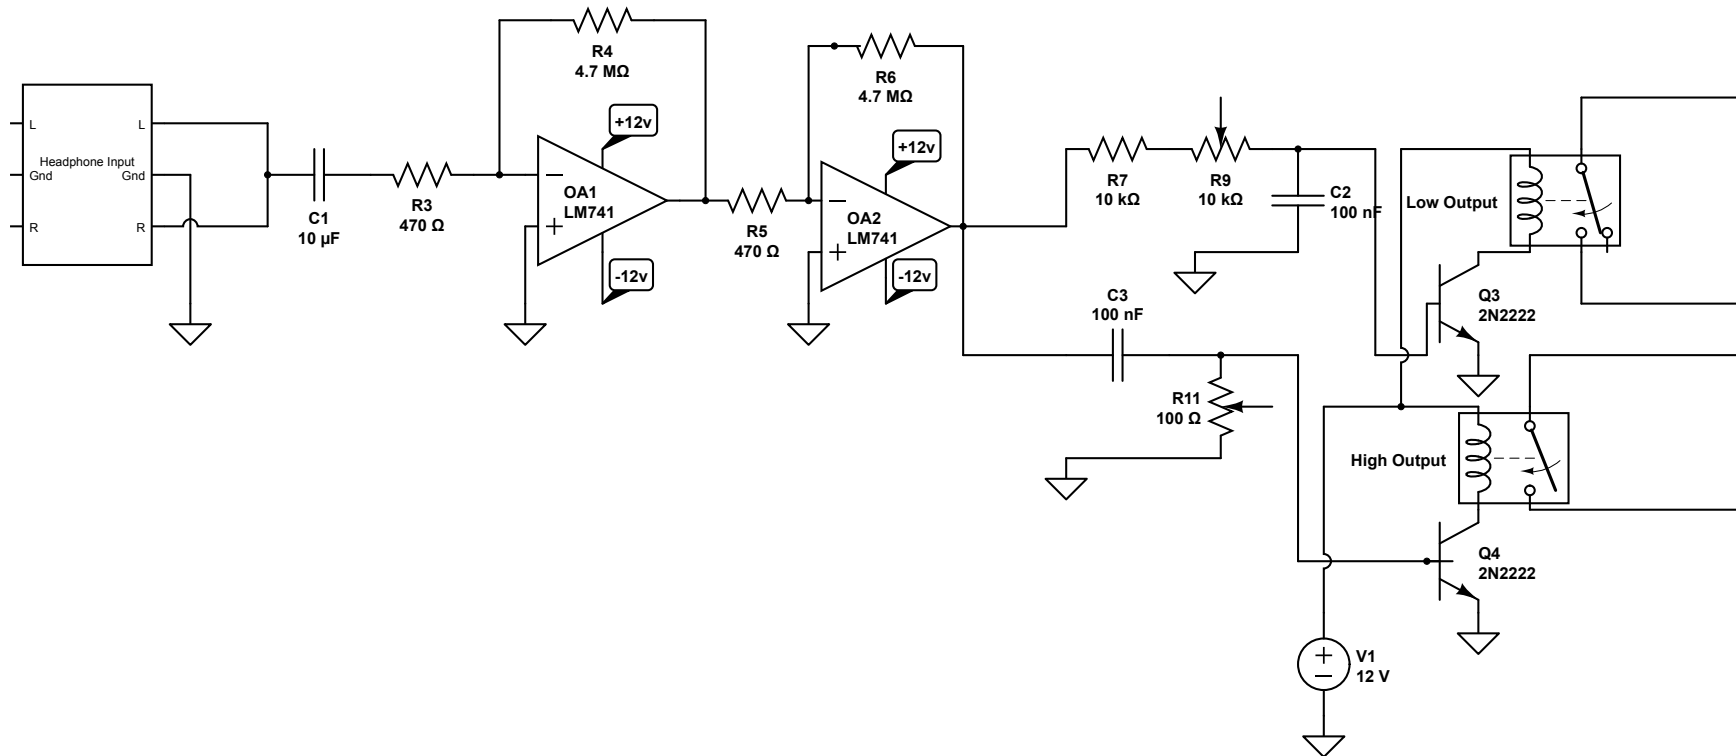 R4
4.7 MΩ
R6
4.7 MΩ
L
L
Headphone Input
Gnd
Gnd
R
R
C1
10 µF
R3
470 Ω
+12v
OA1
LM741
-12v
R5
470 Ω
+12v
OA2
LM741
-12v
R7
10 kΩ
R9
10 kΩ
C2
100 nF
Low Output
Q3
2N2222
C3
100 nF
R11
100 Ω
High Output
Q4
2N2222
V1
12 V